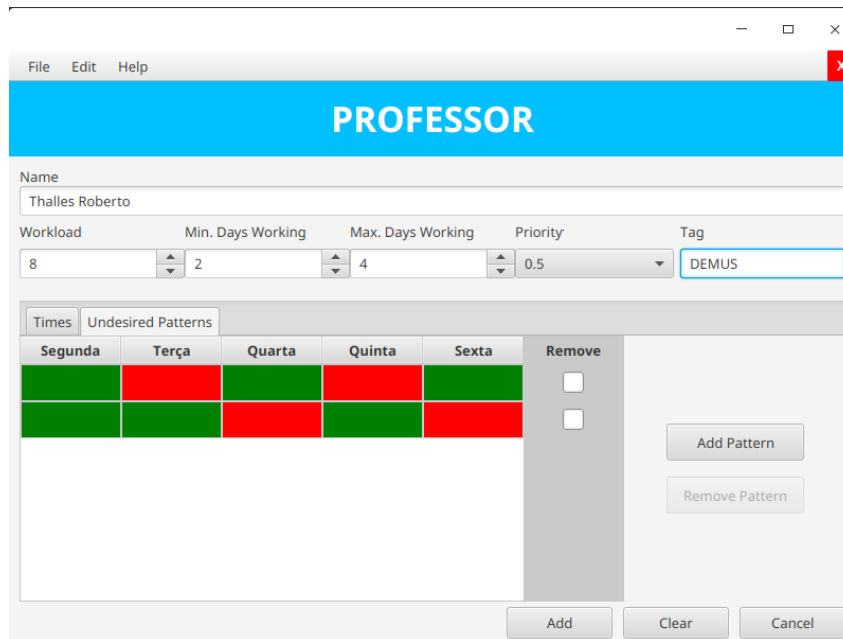 File Edit Help X
PROFESSOR
Name
Thalles Roberto
Workload Min. Days Working Max. Days Working Priority Tag
8 2 4 0.5 DEMUS
Times Undesired Patterns
Segunda Terça Quarta Quinta Sexta Remove
Add Pattern
Remove Pattern
Add Clear Cancel